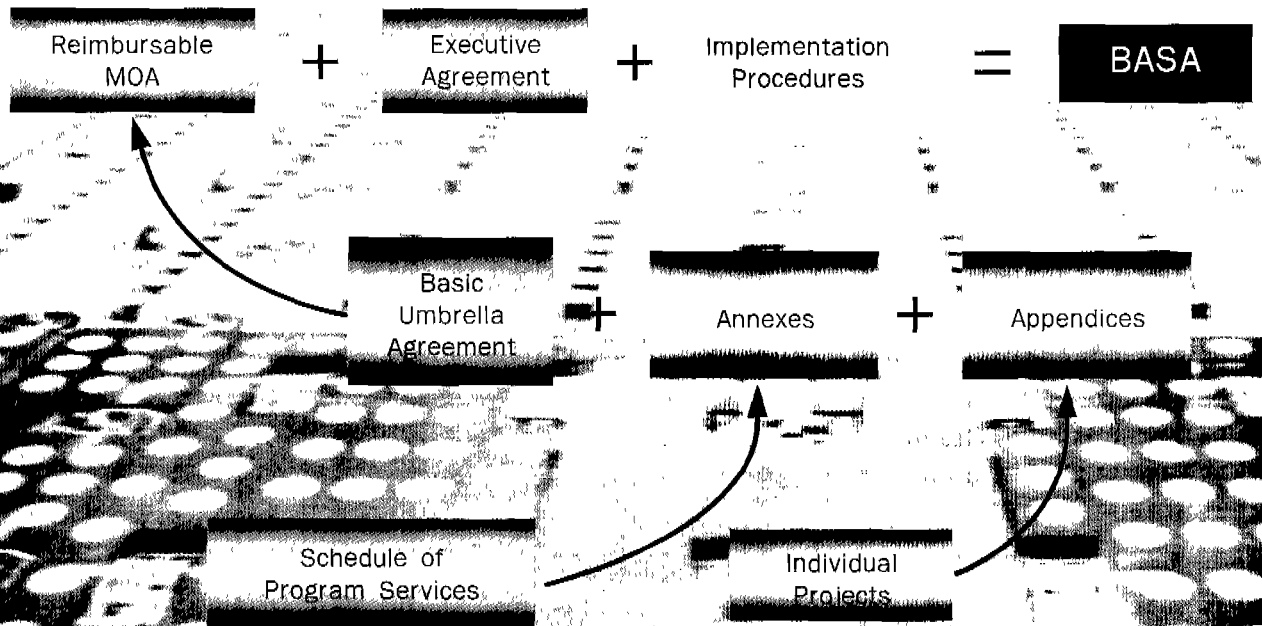 Reimbursable
MOA
+
Executive
Agreement
+
Implementation
Procedures
=
BASA
Basic
Umbrella
Agreement
+
Annexes
+
Appendices
Schedule of
Program Services
Individual
Projects